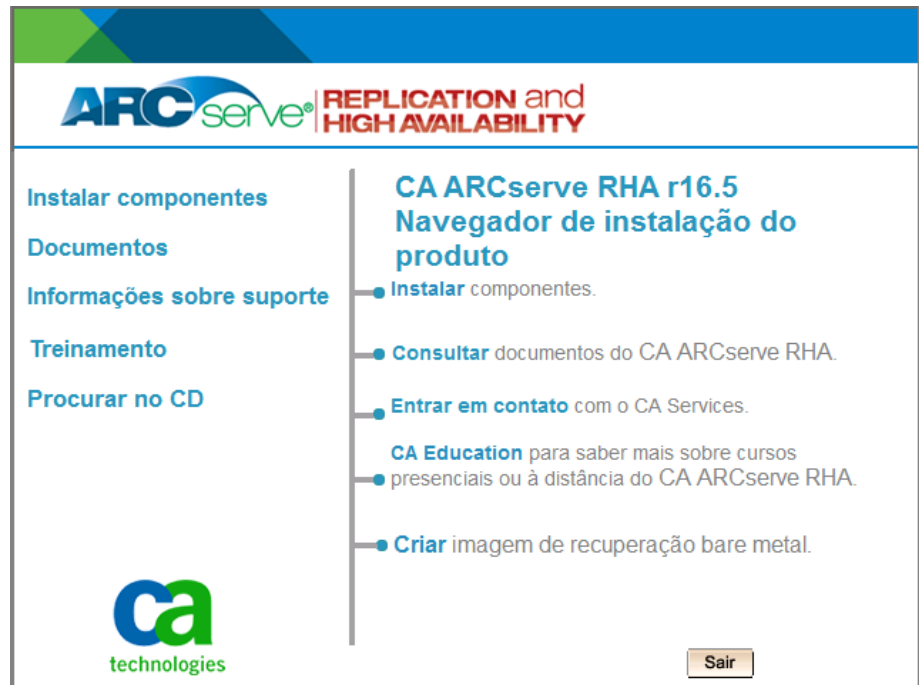 ARCserve® REPLICATION and
HIGH AVAILABILITY
Instalar componentes
Documentos
Informações sobre suporte
Treinamento
Procurar no CD
CA ARCserve RHA r16.5
Navegador de instalação do
produto
Instalar componentes.
Consultar documentos do CA ARCserve RHA.
Entrar em contato com o CA Services.
CA Education para saber mais sobre cursos
presenciais ou à distância do CA ARCserve RHA.
Criar imagem de recuperação bare metal.
ca
technologies
Sair